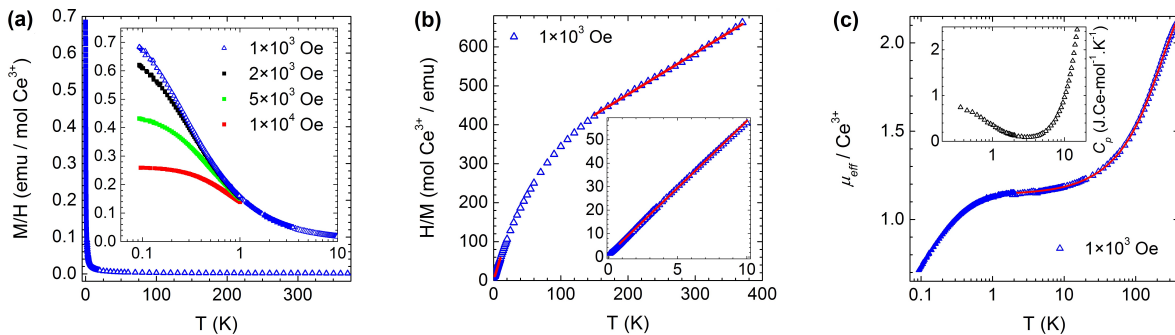 (a)
0.7
0.6
0.5
0.4
0.3
0.2
0.1
0.0
M/H (emu / mol Ce³⁺)
0 100 200 300
T (K)
0.7
0.6
0.5
0.4
0.3
0.2
0.1
0.0
0.1 1 10
1×10³ Oe
2×10³ Oe
5×10³ Oe
1×10⁴ Oe
(b)
600
500
400
300
200
100
0
H/M (mol Ce³⁺ / emu)
0 100 200 300 400
T (K)
1×10³ Oe
50
40
30
20
10
0
0 5 10
(c)
2.1
1.8
1.5
1.2
0.9
μeff / Ce³⁺
0.1 1 10 100
T (K)
1×10³ Oe
2
1
0
1 10
Cp (J.Ce-mol⁻¹.K⁻¹)